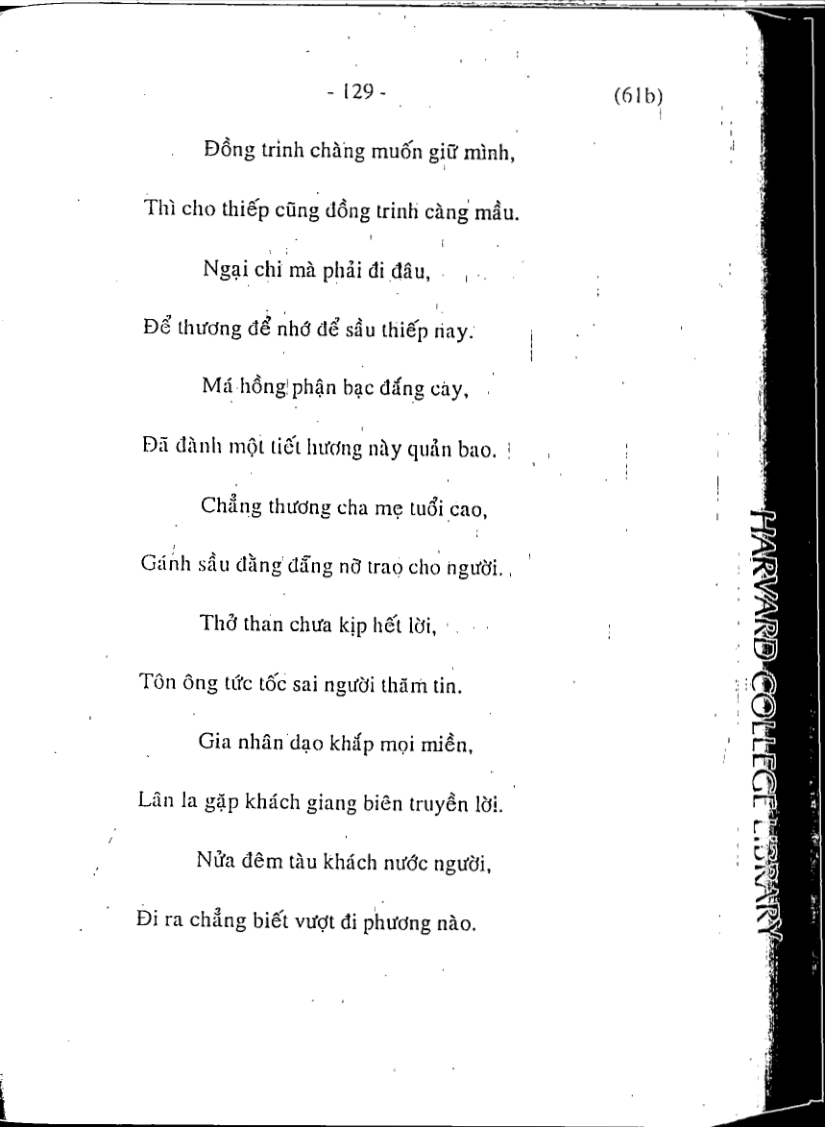 - 129 -
(61b)
Đồng trinh chàng muốn giữ mình,
Thì cho thiếp cũng đồng trinh càng mầu.
Ngại chi mà phải đi đâu,
Để thương để nhớ để sầu thiếp nay.
Má hồng phận bạc đắng cay,
Đã đành một tiết hương này quản bao.
Chẳng thương cha mẹ tuổi cao,
Gánh sầu đằng đẵng nỡ trao cho người.
Thở than chưa kịp hết lời,
Tôn ông tức tốc sai người thăm tin.
Gia nhân dạo khắp mọi miền,
Lân la gặp khách giang biên truyền lời.
Nửa đêm tàu khách nước người,
Đi ra chẳng biết vượt đi phương nào.
HARVARD COLLEGE LIBRARY